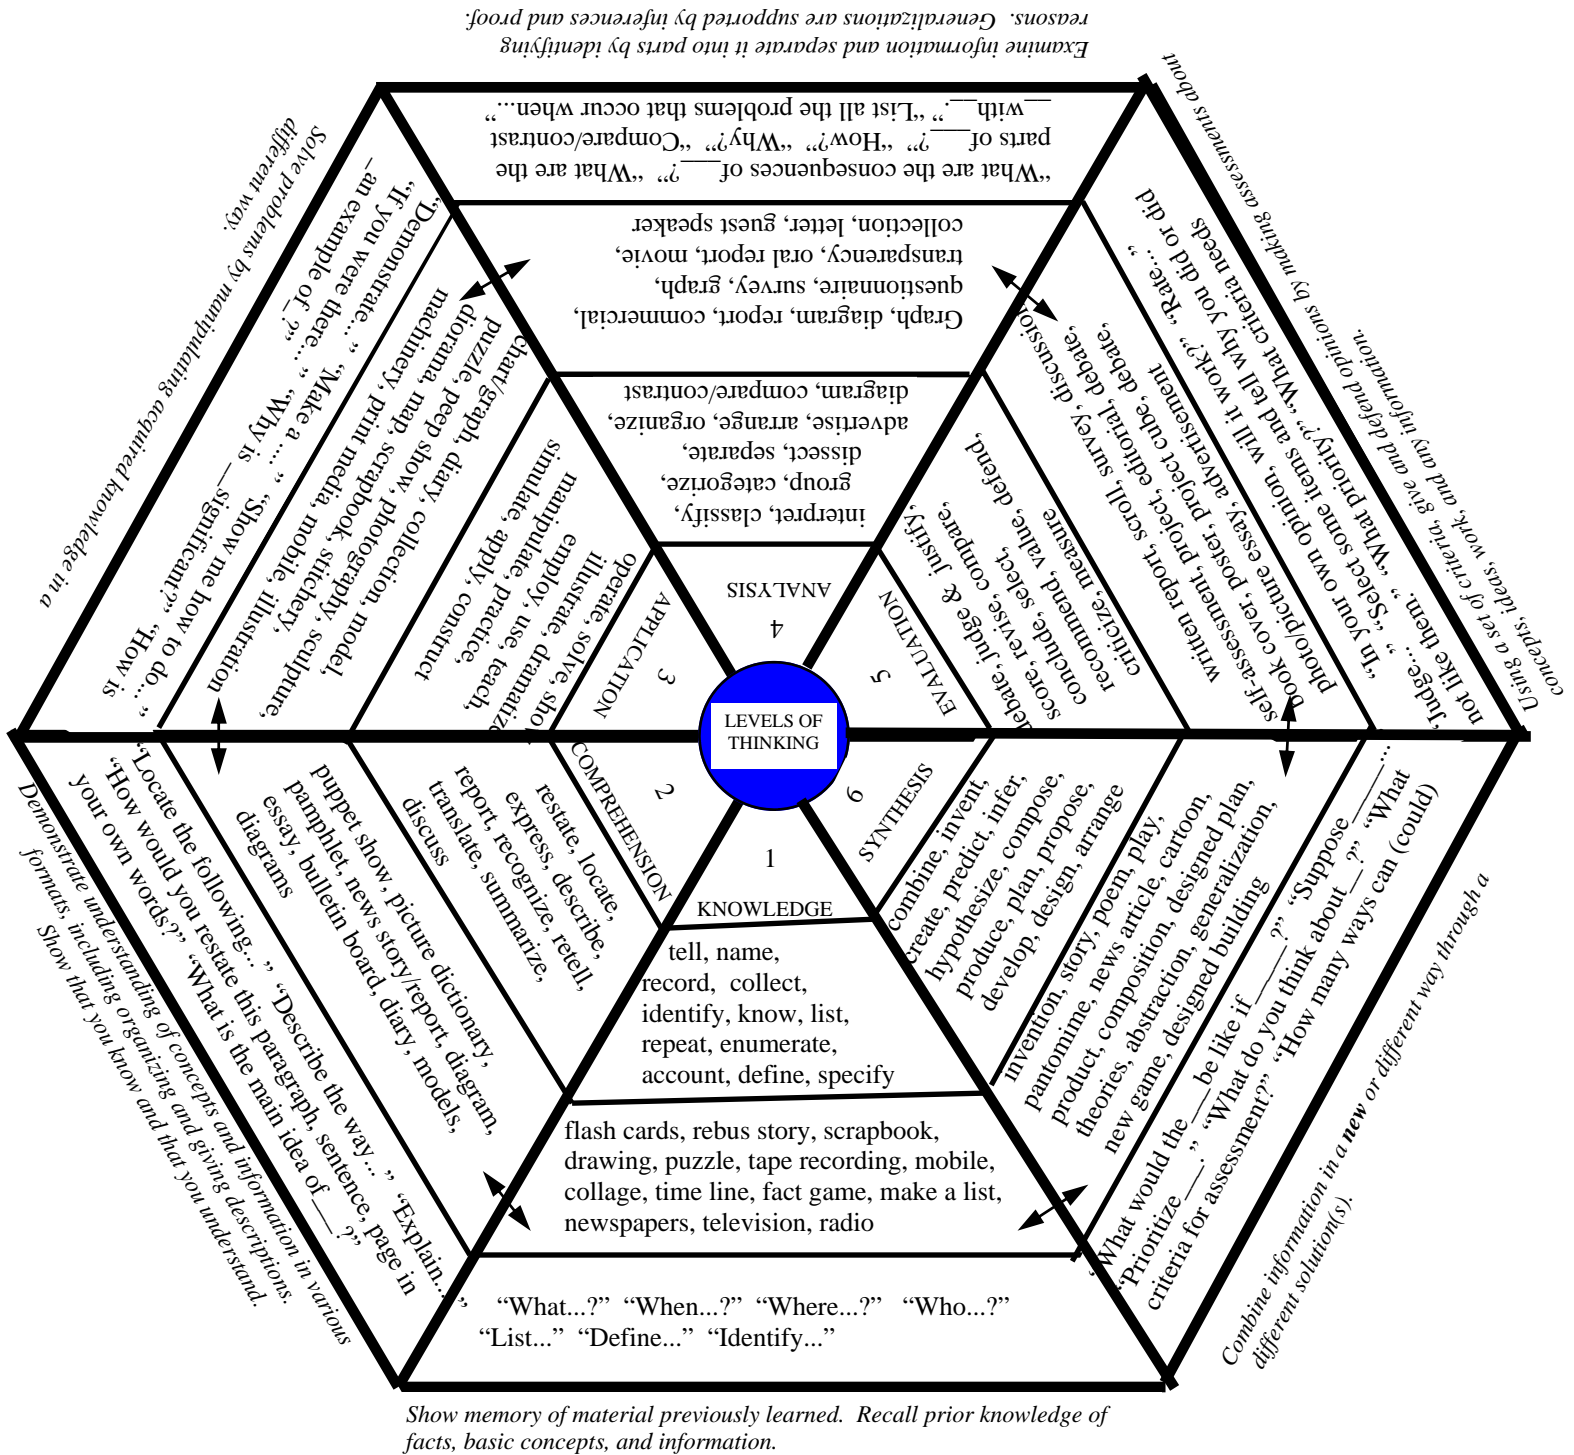 LEVELS OF
THINKING
1
KNOWLEDGE
tell, name,
record, collect,
identify, know, list,
repeat, enumerate,
account, define, specify
flash cards, rebus story, scrapbook,
drawing, puzzle, tape recording, mobile,
collage, time line, fact game, make a list,
newspapers, television, radio
“What...?” “When...?” “Where...?” “Who...?”
“List...” “Define...” “Identify...”
Show memory of material previously learned. Recall prior knowledge of
facts, basic concepts, and information.
2
COMPREHENSION
restate, locate,
express, describe,
report, recognize, retell,
translate, summarize,
discuss
puppet show, picture dictionary,
pamphlet, news story/report, diagram,
essay, bulletin board, diary, models,
diagrams
“Locate the following... ” “Describe the way... ” “Explain... ”
“How would you restate this paragraph, sentence, page in
your own words?” “What is the main idea of___?”
Demonstrate understanding of concepts and information in various
formats, including organizing and giving descriptions.
Show that you know and that you understand.
3
APPLICATION
operate, solve, show
illustrate, dramatize
employ, use, teach,
manipulate, practice,
simulate, apply, construct
chart/graph, diary, collection, model,
puzzle, peep show, photography, sculpture,
diorama, map, scrapbook, stitchery,
machinery, print media, mobile, illustration
“Demonstrate... ” “Make a.... ” “Show me how to do... ”
“If you were there... ” “Why is __significant?” “How is
_an example of_?”
Solve problems by manipulating acquired knowledge in a
different way.
4
ANALYSIS
interpret, classify,
group, categorize,
dissect, separate,
advertise, arrange, organize,
diagram, compare/contrast
Graph, diagram, report, commercial,
questionnaire, survey, graph,
transparency, oral report, movie,
collection, letter, guest speaker
“What are the consequences of___?” “What are the
parts of___?” “How?” “Why?” “Compare/contrast
__with__.” “List all the problems that occur when...”
Examine information and separate it into parts by identifying
reasons. Generalizations are supported by inferences and proof.
5
EVALUATION
debate, judge & justify,
score, revise, compare,
conclude, select,
recommend, value, defend,
criticize, measure
written report, scroll, survey, discussion
self-assessment, project, editorial, debate,
book cover, poster, project cube, debate,
photo/picture essay, advertisement
“In your own opinion, will it work?” “Rate...”
“Judge... ” “Select some items and tell why you did or did
not like them. ” “What priority?” “What criteria needs
Using a set of criteria, give and defend opinions by making assessments about
concepts, ideas, work, and any information.
6
SYNTHESIS
combine, invent,
create, predict, infer,
hypothesize, compose,
produce, plan, propose,
develop, design, arrange
invention, story, poem, play,
pantomime, news article, cartoon,
product, composition, designed plan,
theories, abstraction, generalization,
new game, designed building
“What would the___be like if ____?” “Suppose_____...
“Prioritize ____.” “What do you think about__?” “What
criteria for assessment?” “How many ways can (could)
Combine information in a new or different way through a
different solution(s).